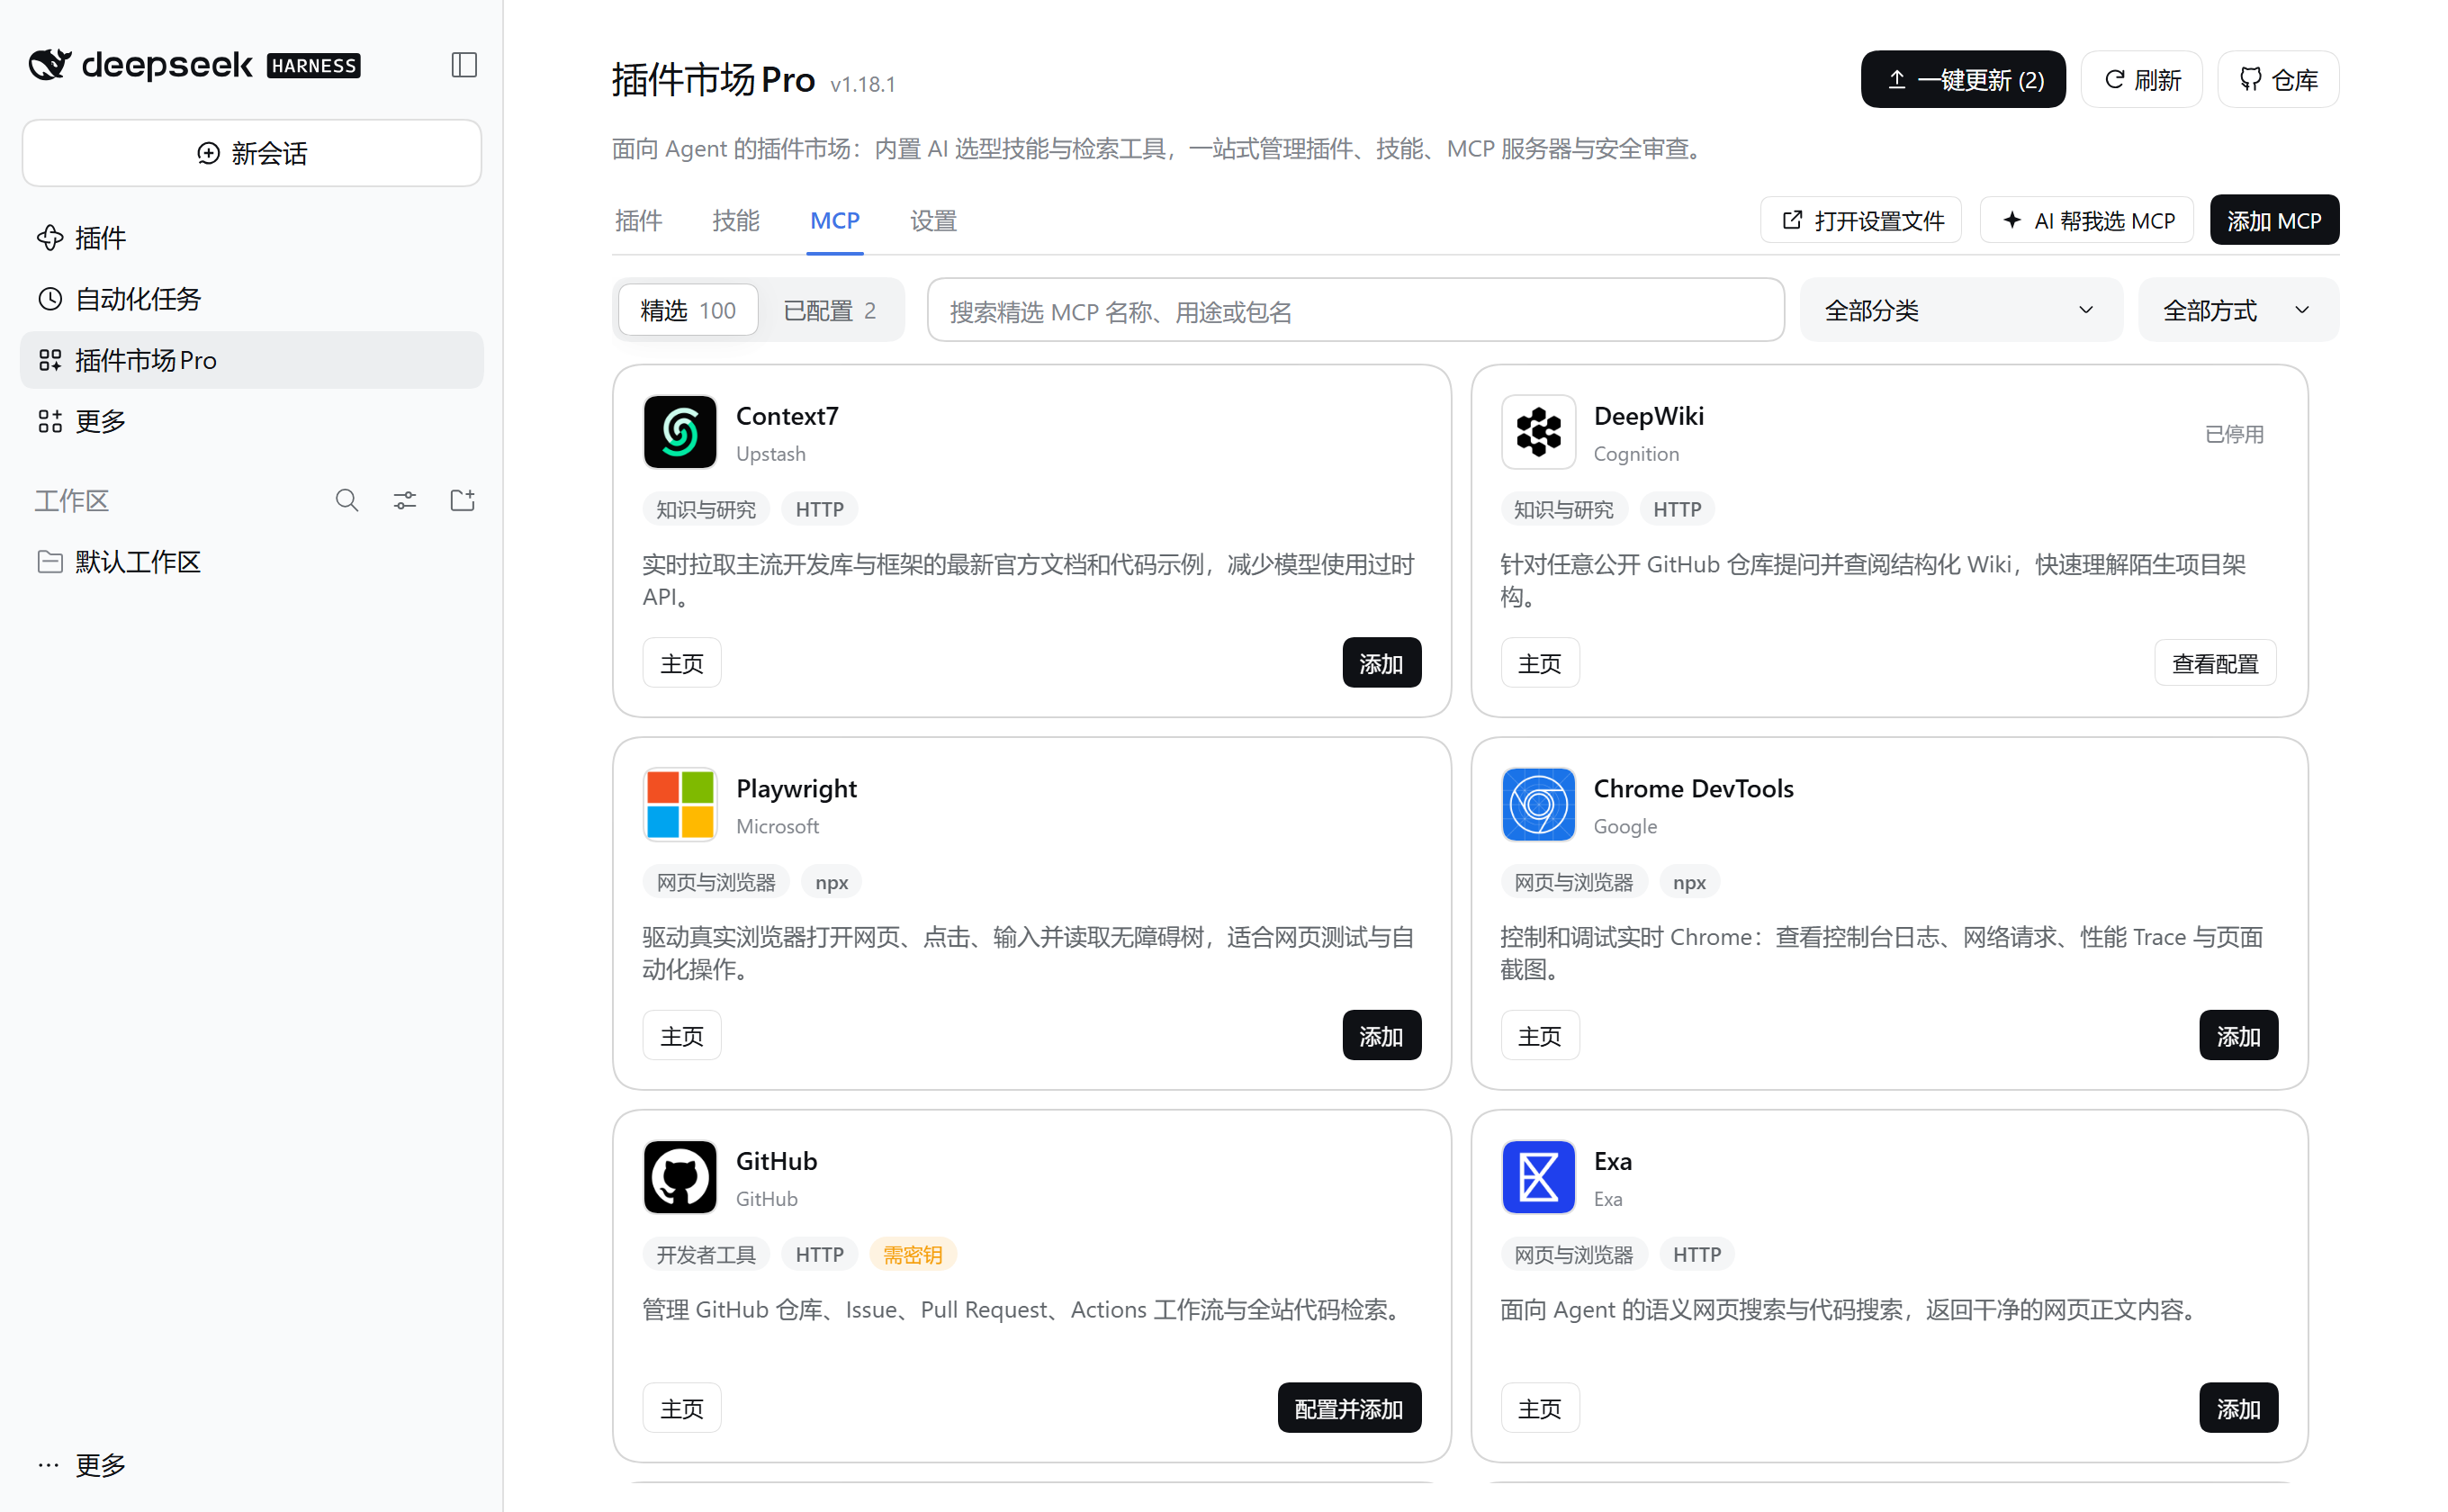 deepseek HARNESS
新会话
插件
自动化任务
插件市场Pro
更多
工作区
默认工作区
更多
插件市场Pro v1.18.1
一键更新 (2)
刷新
仓库
面向 Agent 的插件市场：内置 AI 选型技能与检索工具，一站式管理插件、技能、MCP 服务器与安全审查。
插件
技能
MCP
设置
打开设置文件
AI 帮我选 MCP
添加 MCP
精选 100
已配置 2
搜索精选 MCP 名称、用途或包名
全部分类
全部方式
Context7
Upstash
知识与研究
HTTP
实时拉取主流开发库与框架的最新官方文档和代码示例，减少模型使用过时
API。
主页
添加
DeepWiki
Cognition
已停用
知识与研究
HTTP
针对任意公开 GitHub 仓库提问并查阅结构化 Wiki，快速理解陌生项目架
构。
主页
查看配置
Playwright
Microsoft
网页与浏览器
npx
驱动真实浏览器打开网页、点击、输入并读取无障碍树，适合网页测试与自
动化操作。
主页
添加
Chrome DevTools
Google
网页与浏览器
npx
控制和调试实时 Chrome：查看控制台日志、网络请求、性能 Trace 与页面
截图。
主页
添加
GitHub
GitHub
开发者工具
HTTP
需密钥
管理 GitHub 仓库、Issue、Pull Request、Actions 工作流与全站代码检索。
主页
配置并添加
Exa
Exa
网页与浏览器
HTTP
面向 Agent 的语义网页搜索与代码搜索，返回干净的网页正文内容。
主页
添加